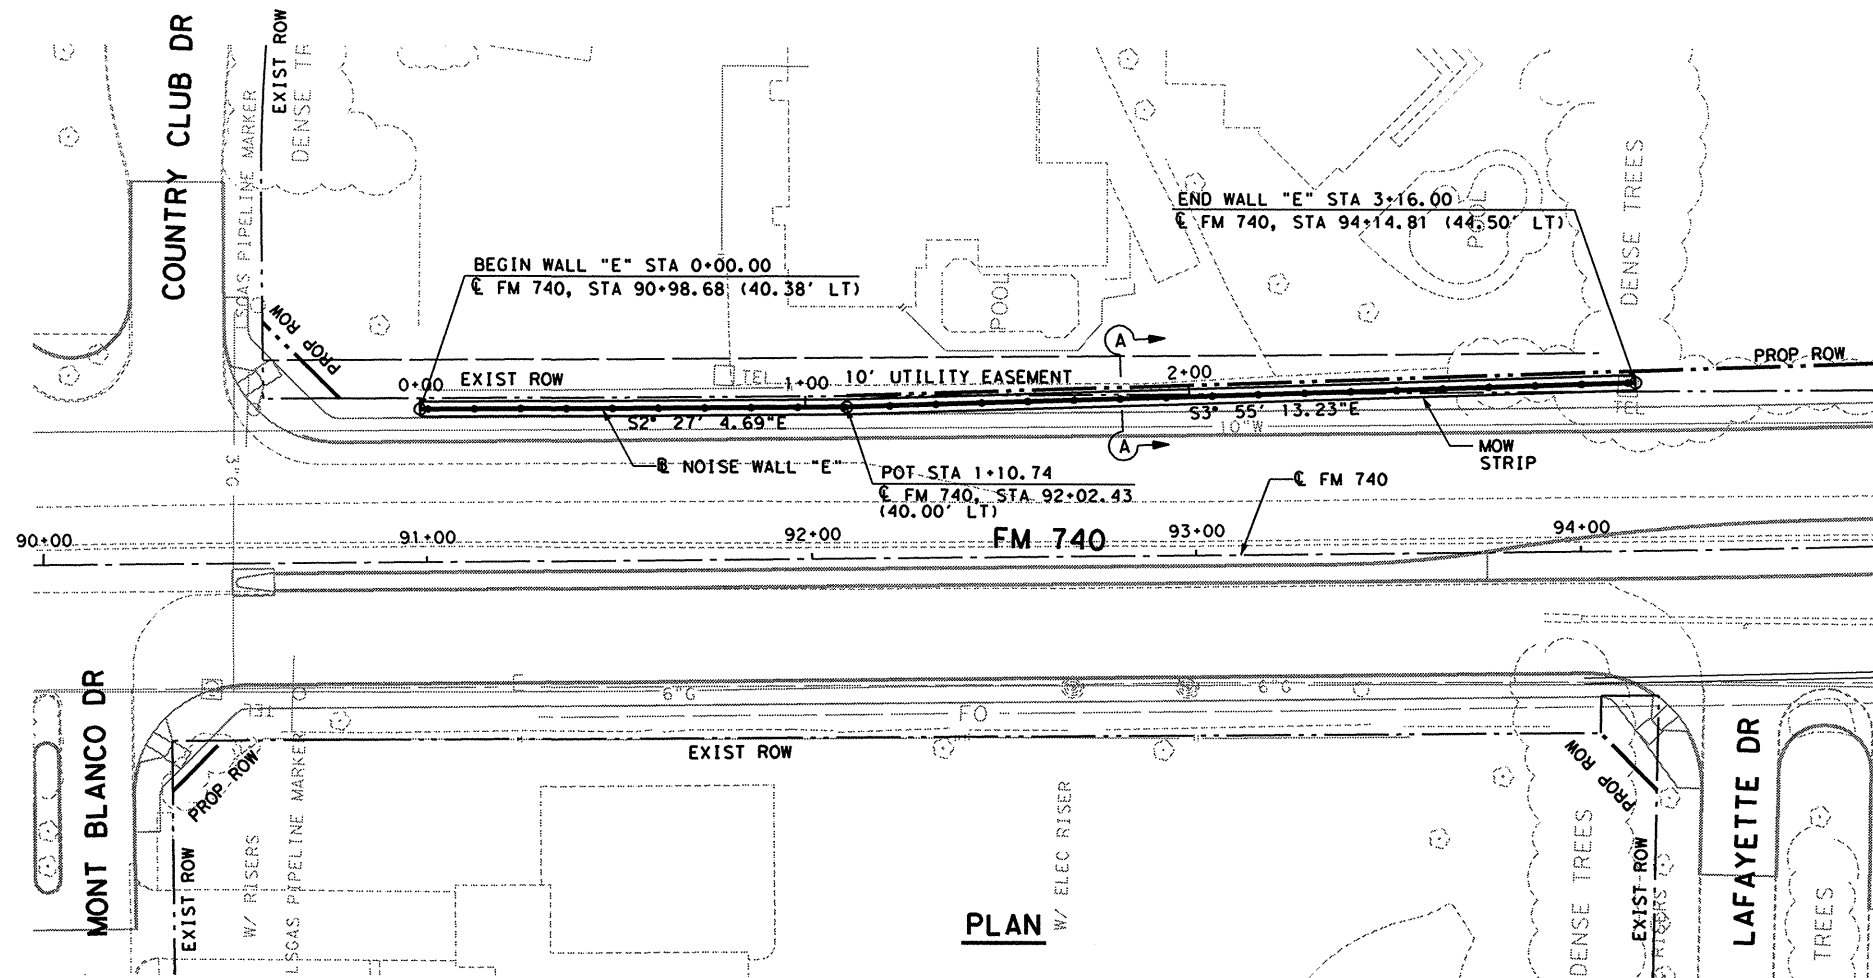 COUNTRY CLUB DR
EXIST ROW
DENSE TR
LSGAS PIPELINE MARKER
PROP ROW
BEGIN WALL "E" STA 0+00.00
℄ FM 740, STA 90+98.68 (40.38' LT)
END WALL "E" STA 3+16.00
℄ FM 740, STA 94+14.81 (44.50' LT)
POOL
POOL
DENSE TREES
A
PROP ROW
0+00
EXIST ROW
TEL
1+00
10' UTILITY EASEMENT
2+00
S2° 27' 4.69"E
S3° 55' 13.23"E
10"W
A
MOW
STRIP
NOISE WALL "E"
POT STA 1+10.74
℄ FM 740, STA 92+02.43
(40.00' LT)
℄ FM 740
90+00
91+00
92+00
FM 740
93+00
94+00
MONT BLANCO DR
TEL
6"G
6"G
FO
EXIST ROW
PROP ROW
PROP ROW
EXIST ROW
W/ RISERS
LSGAS PIPELINE MARKER
W/ ELEC RISER
DENSE TREES
EXIST ROW
LAFAYETTE DR
TREES
PLAN